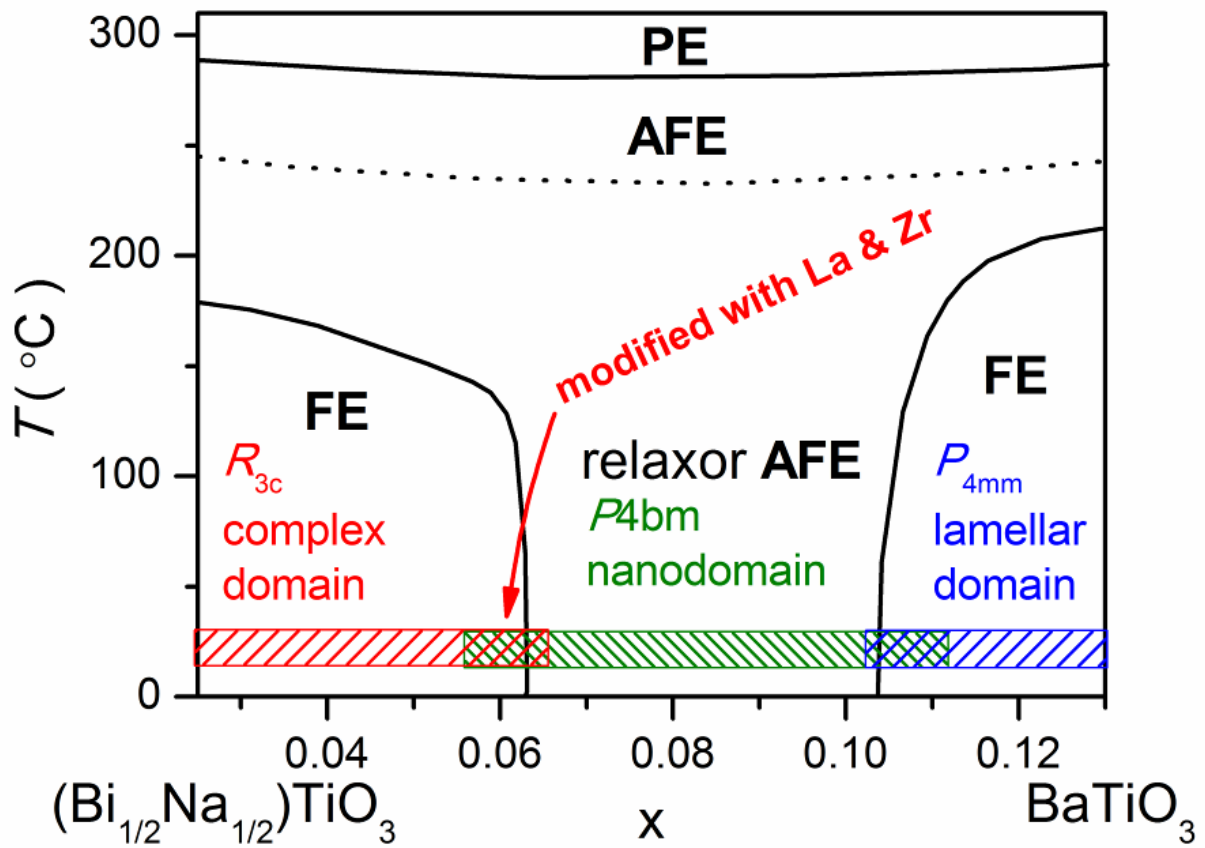 300
PE
AFE
200
T ( °C )
modified with La & Zr
FE
FE
R3c
complex
domain
relaxor AFE
P4bm
nanodomain
P4mm
lamellar
domain
100
0
0.04 0.06 0.08 0.10 0.12
(Bi1/2Na1/2)TiO3 x BaTiO3